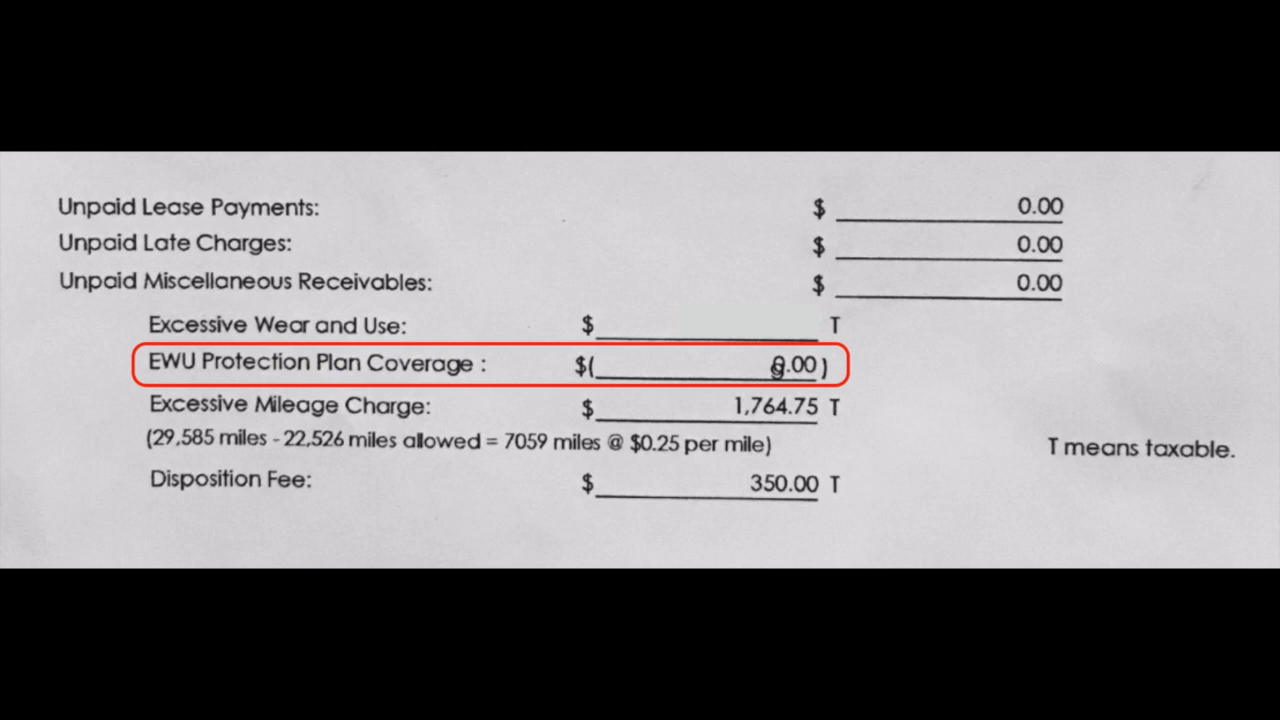 Unpaid Lease Payments: $ 0.00
Unpaid Late Charges: $ 0.00
Unpaid Miscellaneous Receivables: $ 0.00
Excessive Wear and Use: $ T
EWU Protection Plan Coverage : $( 0.00 )
Excessive Mileage Charge: $ 1,764.75 T
(29,585 miles - 22,526 miles allowed = 7059 miles @ $0.25 per mile)
T means taxable.
Disposition Fee: $ 350.00 T